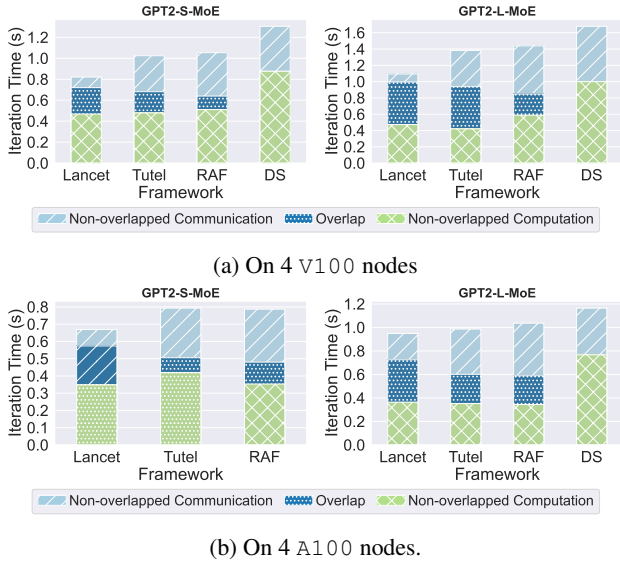 GPT2-S-MoE
Iteration Time (s)
1.2
1.0
0.8
0.6
0.4
0.2
0.0
Lancet Tutel RAF DS
Framework
GPT2-L-MoE
Iteration Time (s)
1.6
1.4
1.2
1.0
0.8
0.6
0.4
0.2
0.0
Lancet Tutel RAF DS
Framework
Non-overlapped Communication Overlap Non-overlapped Computation
(a) On 4 V100 nodes
GPT2-S-MoE
Iteration Time (s)
0.8
0.7
0.6
0.5
0.4
0.3
0.2
0.1
0.0
Lancet Tutel RAF
Framework
GPT2-L-MoE
Iteration Time (s)
1.2
1.0
0.8
0.6
0.4
0.2
0.0
Lancet Tutel RAF DS
Framework
Non-overlapped Communication Overlap Non-overlapped Computation
(b) On 4 A100 nodes.